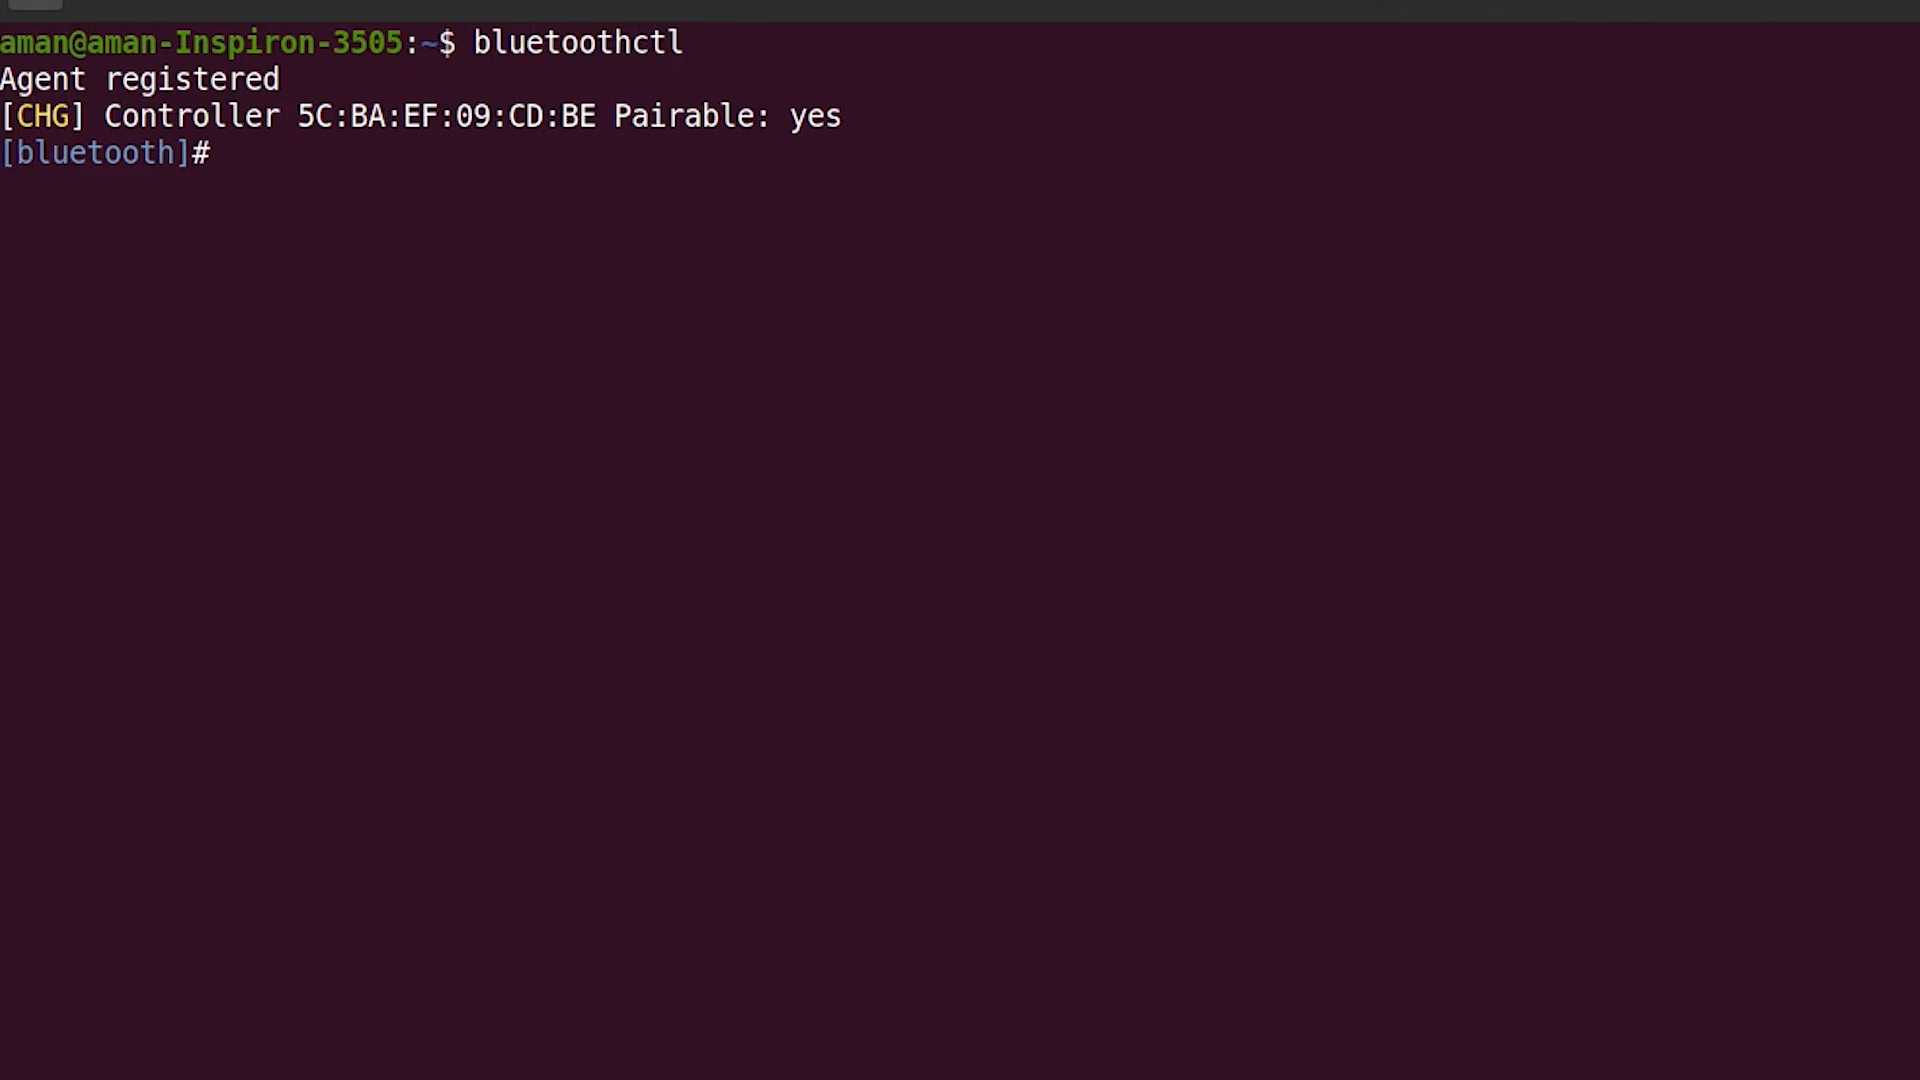 aman@aman-Inspiron-3505:~$ bluetoothctl
Agent registered
[CHG] Controller 5C:BA:EF:09:CD:BE Pairable: yes
[bluetooth]#